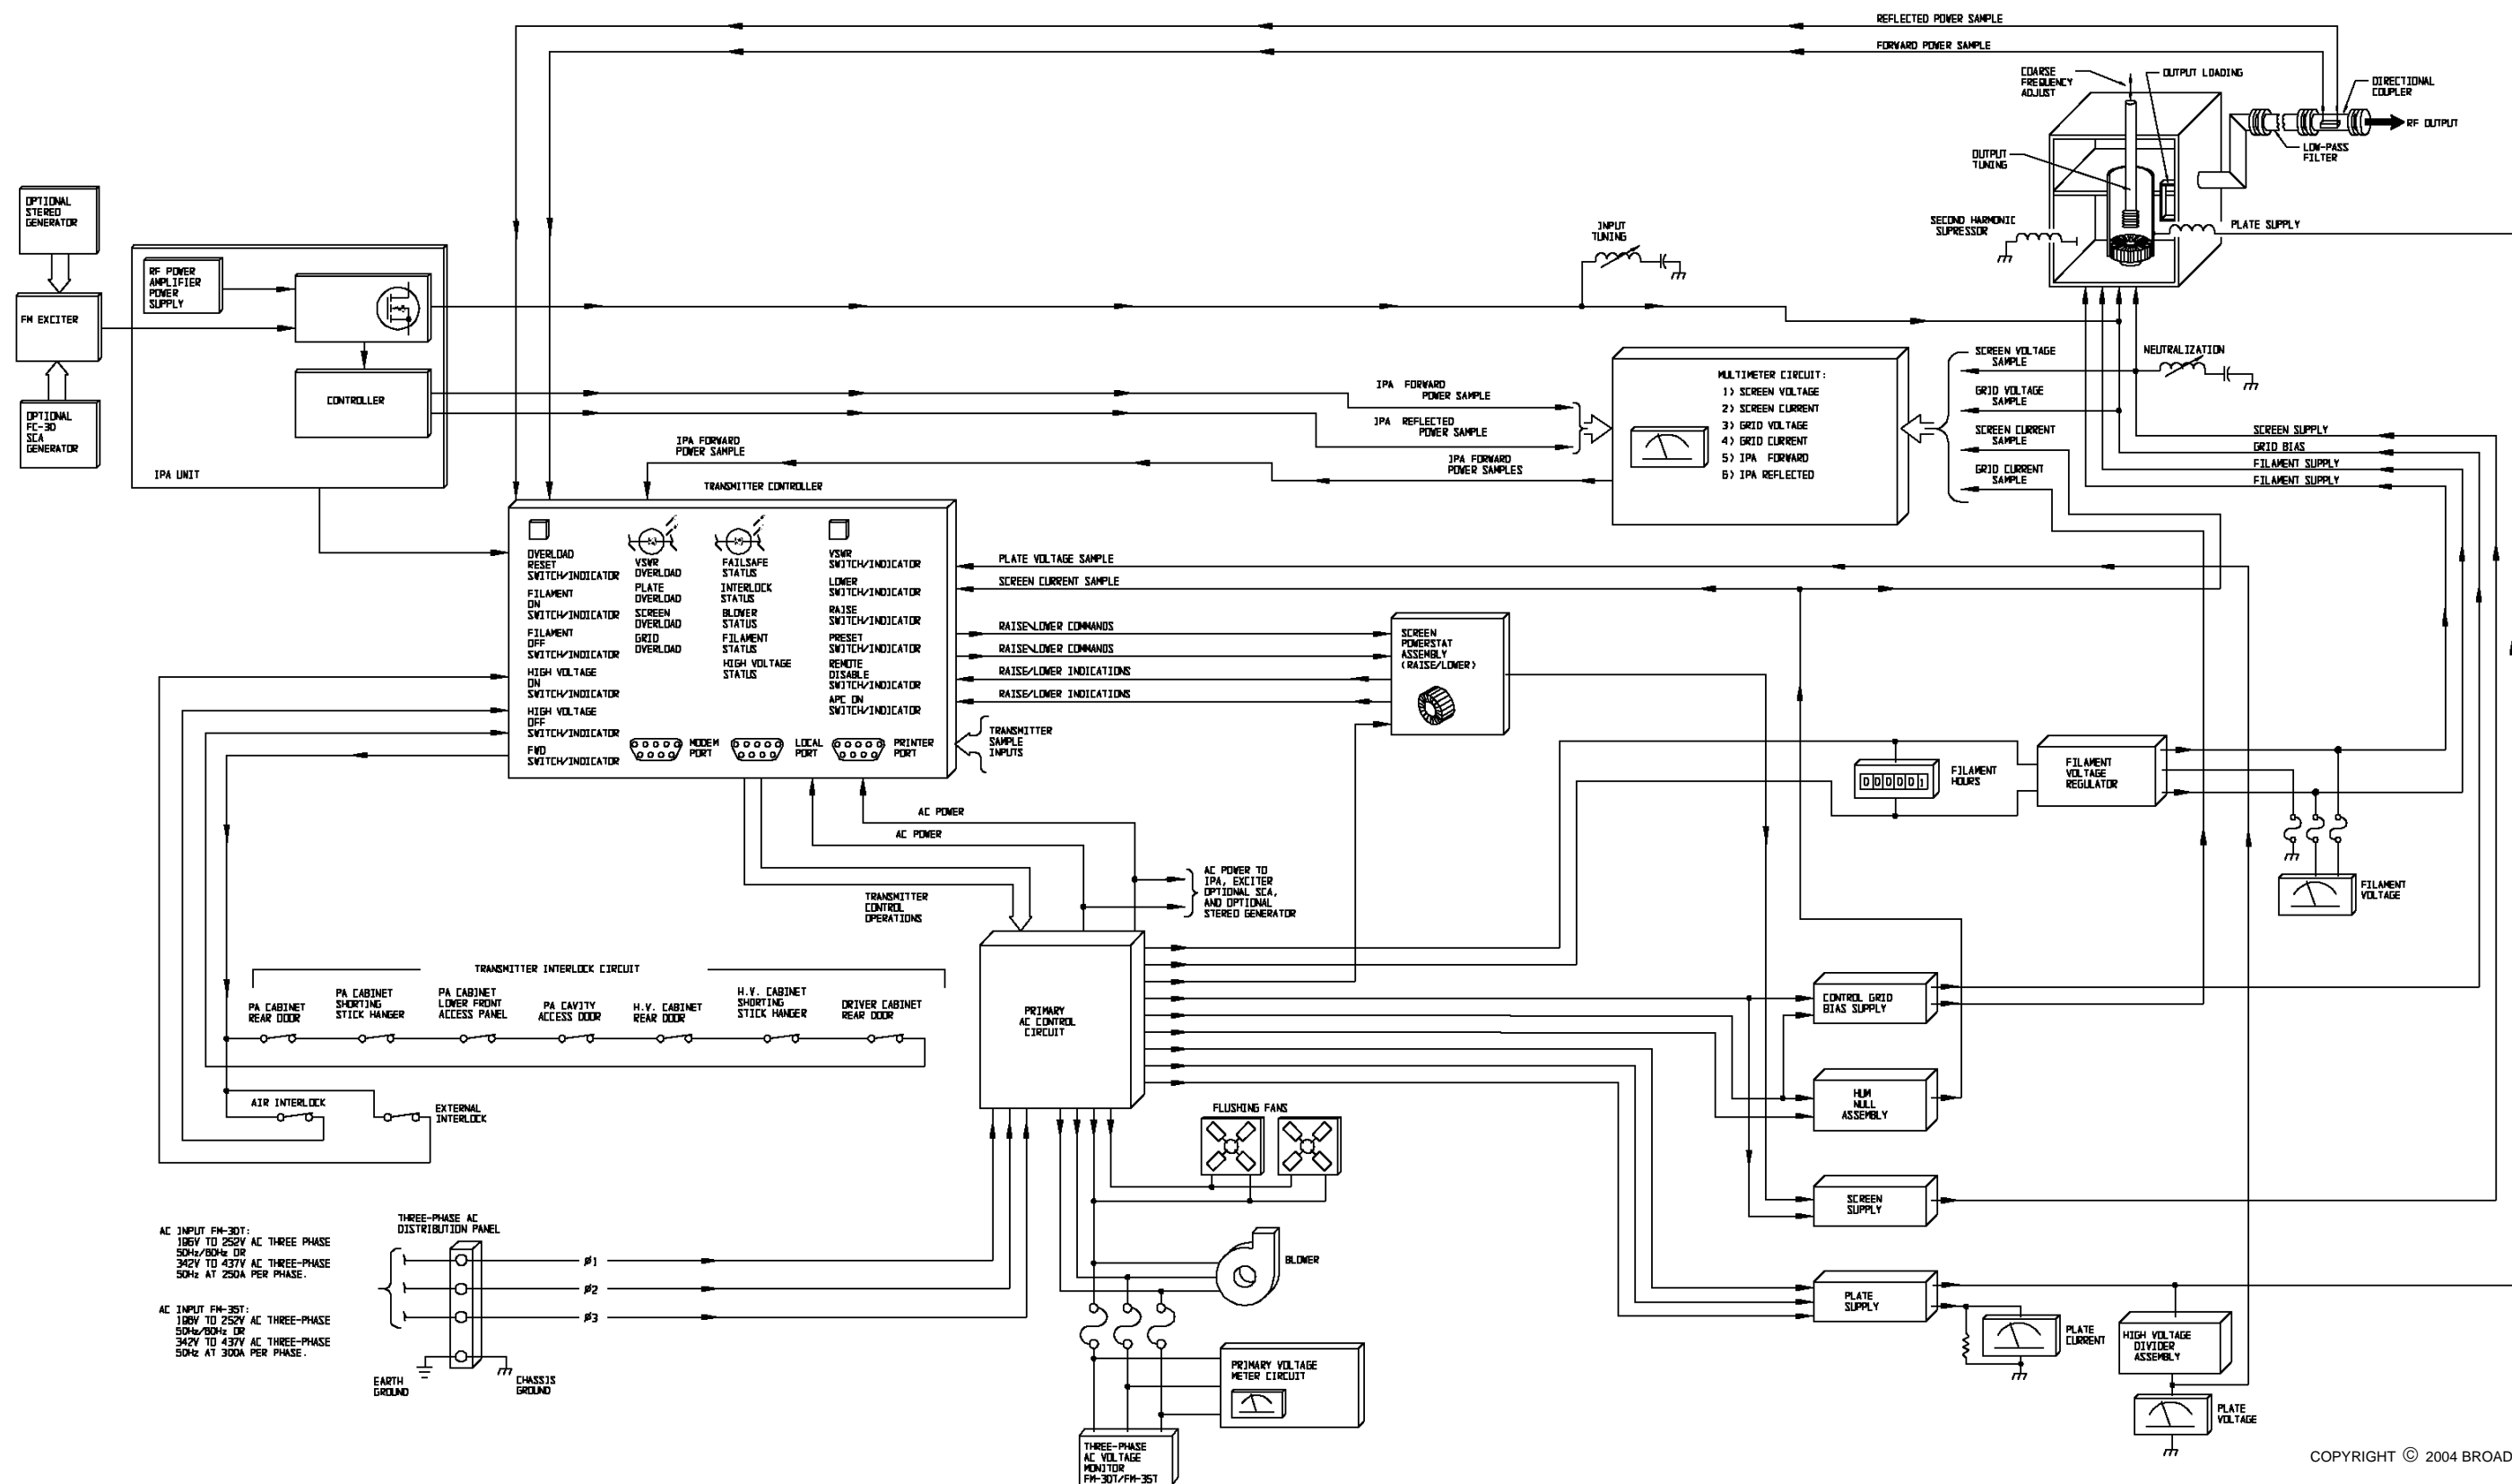 REFLECTED POWER SAMPLE
FORWARD POWER SAMPLE
COARSE
FREQUENCY
ADJUST
OUTPUT LOADING
DIRECTIONAL
COUPLER
RF OUTPUT
LOW-PASS
FILTER
OUTPUT
TUNING
SECOND HARMONIC
SUPRESSOR
PLATE SUPPLY
OPTIONAL
STEREO
GENERATOR
FM EXCITER
OPTIONAL
FC-30
SCA
GENERATOR
RF POWER
AMPLIFIER
POWER
SUPPLY
CONTROLLER
IPA UNIT
INPUT
TUNING
IPA FORWARD
POWER SAMPLE
IPA REFLECTED
POWER SAMPLE
MULTIMETER CIRCUIT:
1) SCREEN VOLTAGE
2) SCREEN CURRENT
3) GRID VOLTAGE
4) GRID CURRENT
5) IPA FORWARD
6) IPA REFLECTED
SCREEN VOLTAGE
SAMPLE
GRID VOLTAGE
SAMPLE
SCREEN CURRENT
SAMPLE
GRID CURRENT
SAMPLE
NEUTRALIZATION
SCREEN SUPPLY
GRID BIAS
FILAMENT SUPPLY
FILAMENT SUPPLY
IPA FORWARD
POWER SAMPLE
IPA FORWARD
POWER SAMPLES
TRANSMITTER CONTROLLER
OVERLOAD
RESET
SWITCH/INDICATOR
FILAMENT
ON
SWITCH/INDICATOR
FILAMENT
OFF
SWITCH/INDICATOR
HIGH VOLTAGE
ON
SWITCH/INDICATOR
HIGH VOLTAGE
OFF
SWITCH/INDICATOR
FWD
SWITCH/INDICATOR
VSWR
OVERLOAD
PLATE
OVERLOAD
SCREEN
OVERLOAD
GRID
OVERLOAD
FAILSAFE
STATUS
INTERLOCK
STATUS
BLOWER
STATUS
FILAMENT
STATUS
HIGH VOLTAGE
STATUS
VSWR
SWITCH/INDICATOR
LOWER
SWITCH/INDICATOR
RAISE
SWITCH/INDICATOR
PRESET
SWITCH/INDICATOR
REMOTE
DISABLE
SWITCH/INDICATOR
APC ON
SWITCH/INDICATOR
MODEM
PORT
LOCAL
PORT
PRINTER
PORT
PLATE VOLTAGE SAMPLE
SCREEN CURRENT SAMPLE
RAISE\LOWER COMMANDS
RAISE\LOWER COMMANDS
RAISE/LOWER INDICATIONS
RAISE/LOWER INDICATIONS
TRANSMITTER
SAMPLE
INPUTS
SCREEN
POWERSTAT
ASSEMBLY
(RAISE/LOWER)
000001
FILAMENT
HOURS
FILAMENT
VOLTAGE
REGULATOR
FILAMENT
VOLTAGE
AC POWER
AC POWER
TRANSMITTER
CONTROL
OPERATIONS
AC POWER TO
IPA, EXCITER
OPTIONAL SCA,
AND OPTIONAL
STEREO GENERATOR
TRANSMITTER INTERLOCK CIRCUIT
PA CABINET
REAR DOOR
PA CABINET
SHORTING
STICK HANGER
PA CABINET
LOWER FRONT
ACCESS PANEL
PA CAVITY
ACCESS DOOR
H.V. CABINET
REAR DOOR
H.V. CABINET
SHORTING
STICK HANGER
DRIVER CABINET
REAR DOOR
AIR INTERLOCK
EXTERNAL
INTERLOCK
PRIMARY
AC CONTROL
CIRCUIT
CONTROL GRID
BIAS SUPPLY
HUM
NULL
ASSEMBLY
SCREEN
SUPPLY
PLATE
SUPPLY
FLUSHING FANS
BLOWER
PLATE
CURRENT
HIGH VOLTAGE
DIVIDER
ASSEMBLY
PLATE
VOLTAGE
AC INPUT FM-30T:
196V TO 252V AC THREE PHASE
50Hz/60Hz OR
342V TO 437V AC THREE-PHASE
50Hz AT 250A PER PHASE.
AC INPUT FM-35T:
196V TO 252V AC THREE-PHASE
50Hz/60Hz OR
342V TO 437V AC THREE-PHASE
50Hz AT 300A PER PHASE.
THREE-PHASE AC
DISTRIBUTION PANEL
ø1
ø2
ø3
EARTH
GROUND
CHASSIS
GROUND
PRIMARY VOLTAGE
METER CIRCUIT
THREE-PHASE
AC VOLTAGE
MONITOR
FM-30T/FM-35T
COPYRIGHT © 2004 BROAD